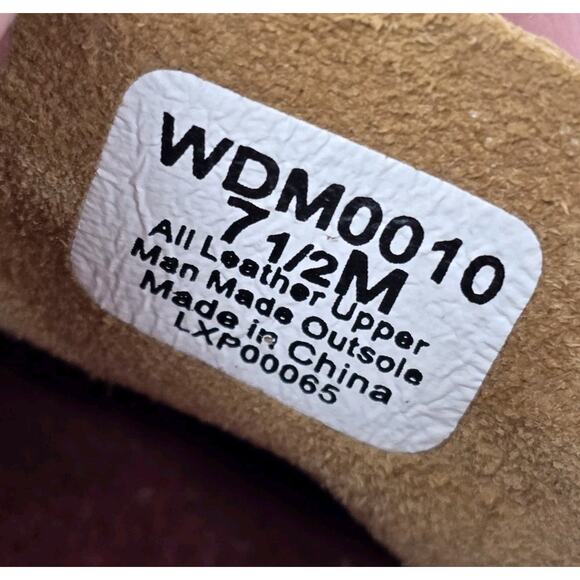 WDM0010
7 1/2M
All Leather Upper
Man Made Outsole
Made in China
LXP00065